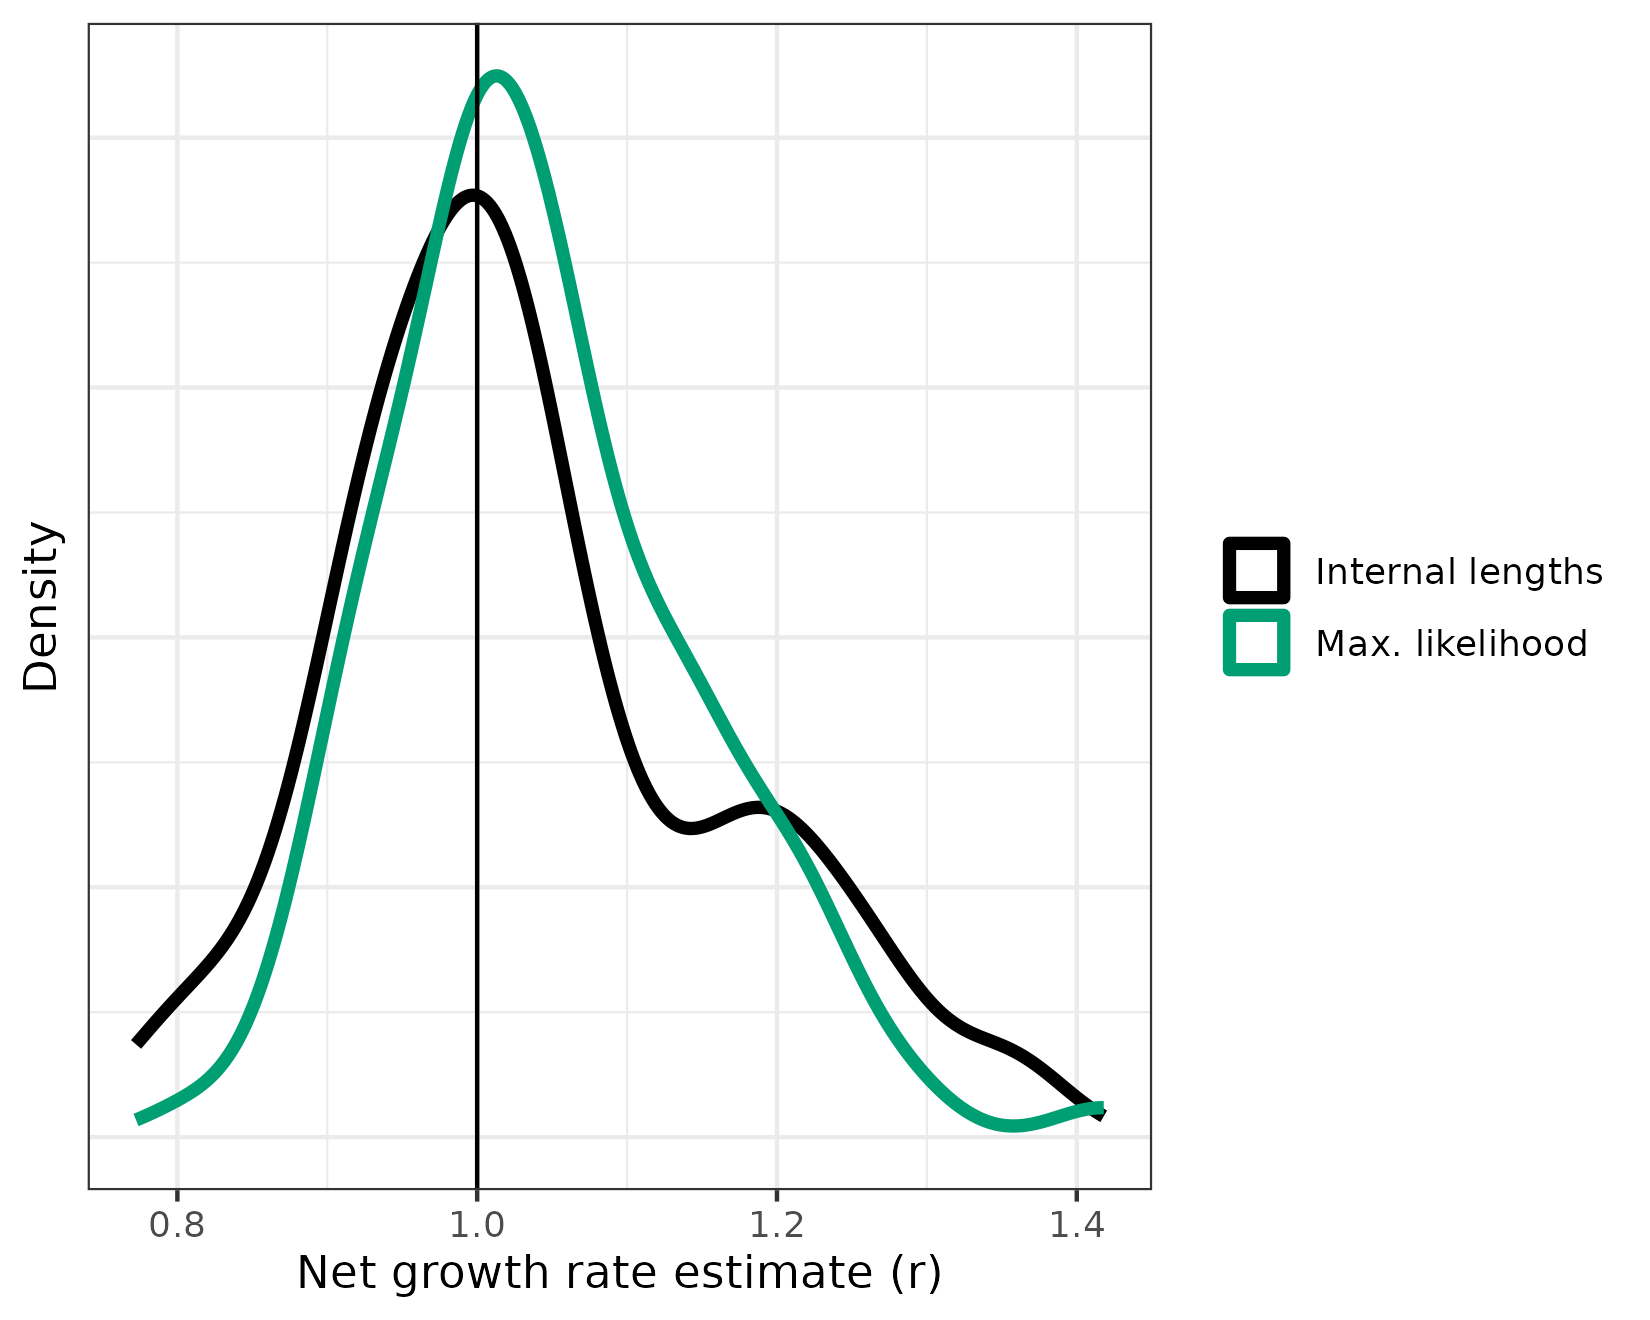 Density
Internal lengths
Max. likelihood
0.8 1.0 1.2 1.4
Net growth rate estimate (r)